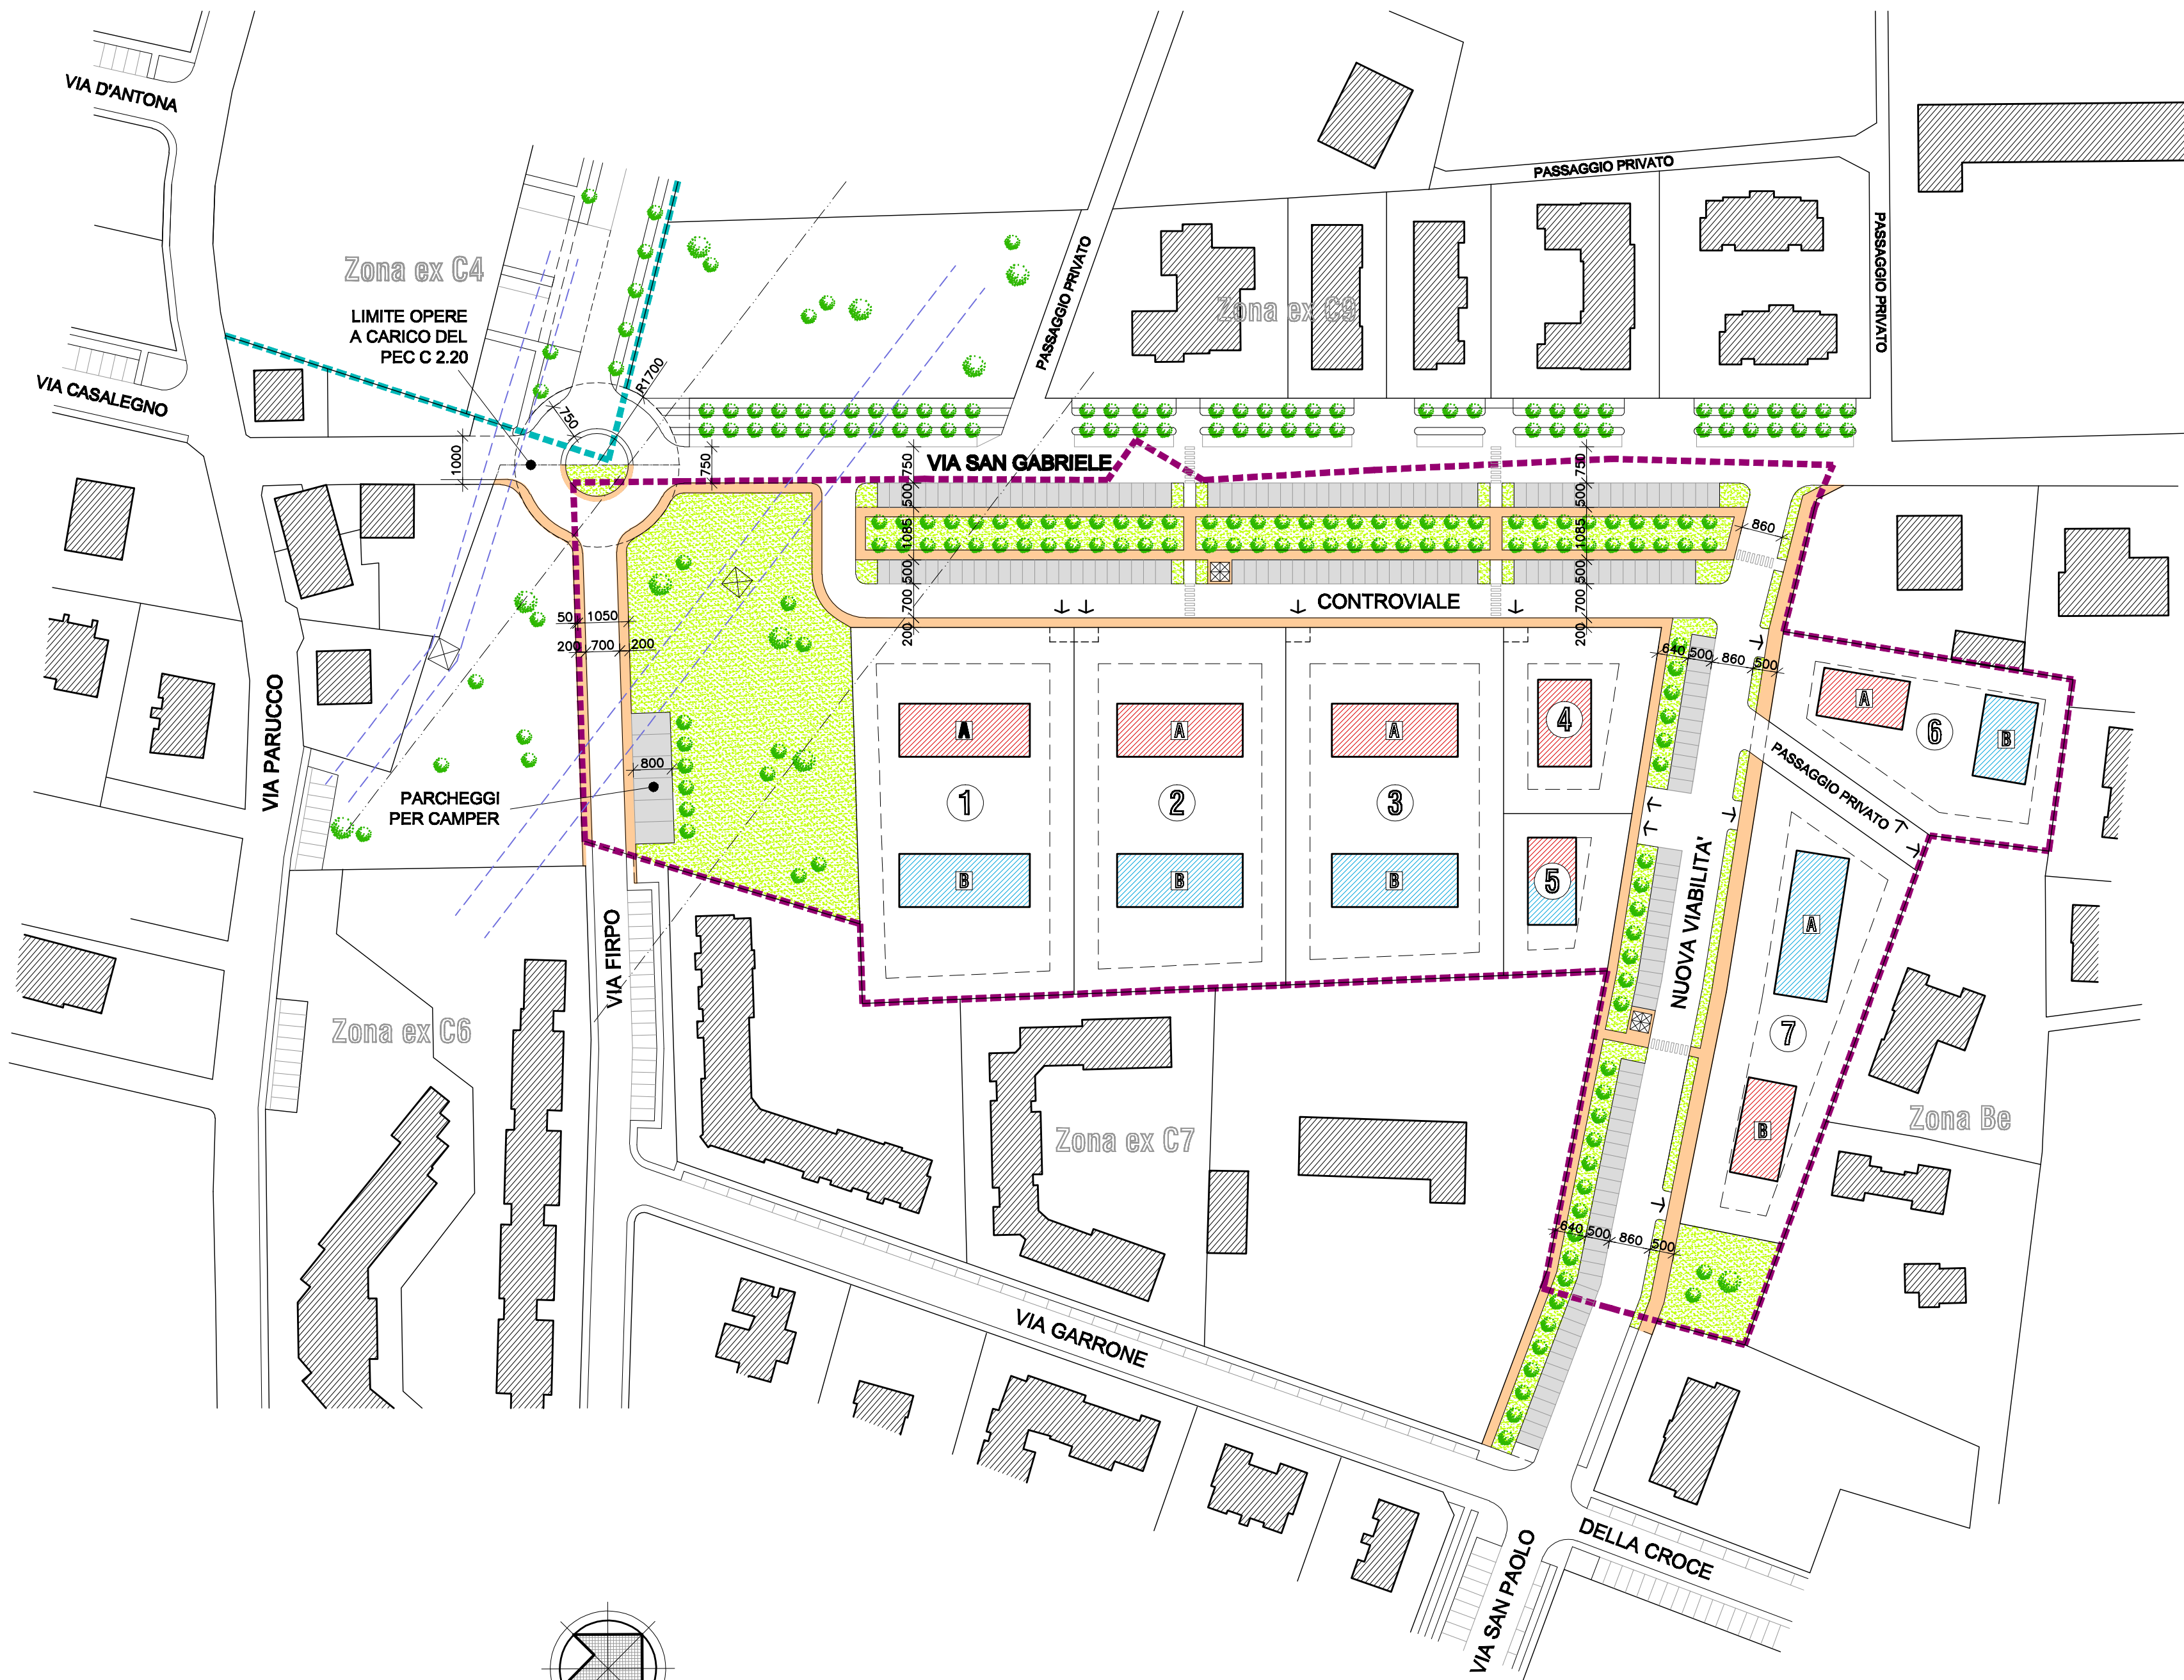 VIA D'ANTONA
PASSAGGIO PRIVATO
PASSAGGIO PRIVATO
PASSAGGIO PRIVATO
Zona ex C4
Zona ex C9
LIMITE OPERE
A CARICO DEL
PEC C 2.20
VIA CASALEGNO
R1700
750
1000
750
VIA SAN GABRIELE
750
750
500
500
1085
1085
860
500
500
CONTROVIALE
700
700
200
200
50
1050
200
700
200
640
500
860
500
VIA PARUCCO
A
A
A
4
A
6
B
800
PARCHEGGI
PER CAMPER
1
2
3
PASSAGGIO PRIVATO
B
B
B
5
NUOVA VIABILITA'
A
VIA FIRPO
7
Zona ex C6
Zona ex C7
Zona Be
B
640
500
860
500
VIA GARRONE
VIA SAN PAOLO
DELLA CROCE